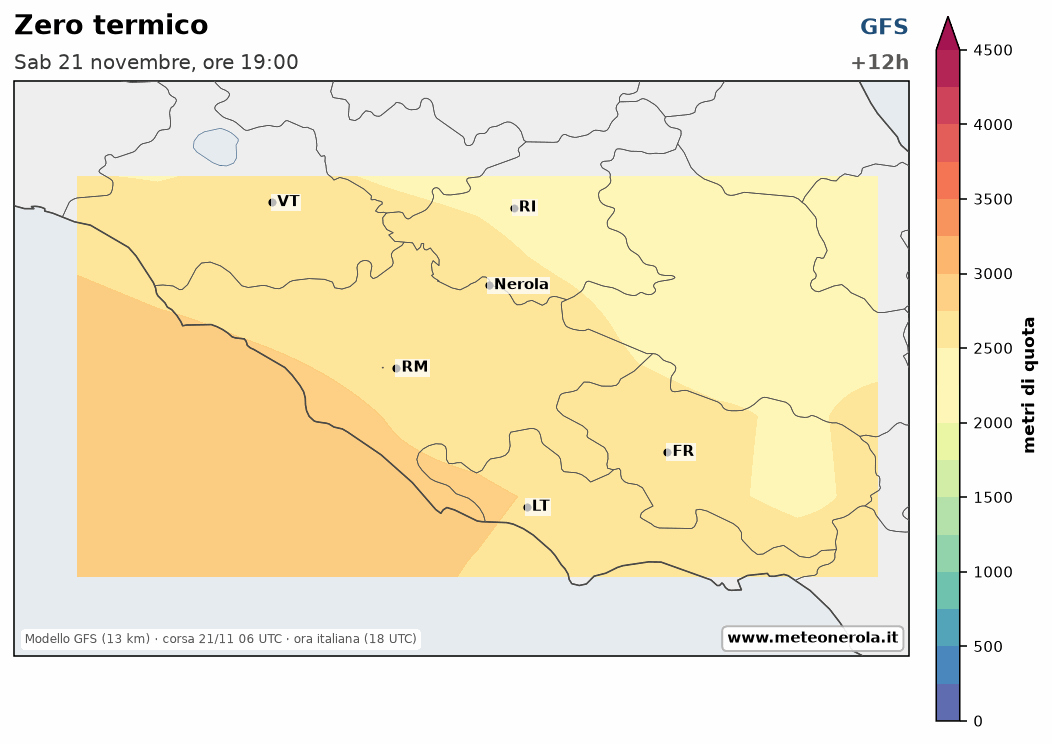 Zero termico
GFS
Sab 21 novembre, ore 19:00
+12h
4500
4000
3500
3000
2500
2000
1500
1000
500
0
metri di quota
VT
RI
Nerola
RM
FR
LT
Modello GFS (13 km) · corsa 21/11 06 UTC · ora italiana (18 UTC)
www.meteonerola.it